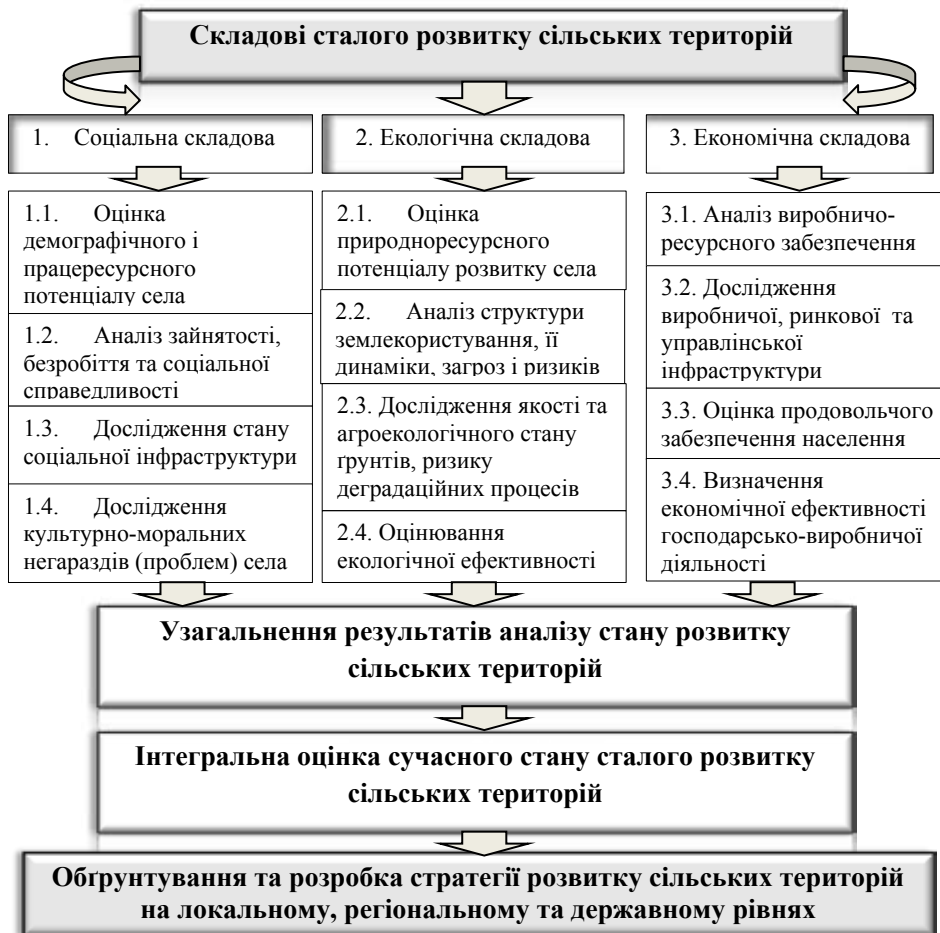 Складові сталого розвитку сільських територій
1. Соціальна складова
2. Екологічна складова
3. Економічна складова
1.1. Оцінка
демографічного і
працересурсного
потенціалу села
1.2. Аналіз зайнятості,
безробіття та соціальної
справедливості
1.3. Дослідження стану
соціальної інфраструктури
1.4. Дослідження
культурно-моральних
негараздів (проблем) села
2.1. Оцінка
природноресурсного
потенціалу розвитку села
2.2. Аналіз структури
землекористування, її
динаміки, загроз і ризиків
2.3. Дослідження якості та
агроекологічного стану
ґрунтів, ризику
деградаційних процесів
2.4. Оцінювання
екологічної ефективності
3.1. Аналіз виробничо-
ресурсного забезпечення
3.2. Дослідження
виробничої, ринкової та
управлінської
інфраструктури
3.3. Оцінка продовольчого
забезпечення населення
3.4. Визначення
економічної ефективності
господарсько-виробничої
діяльності
Узагальнення результатів аналізу стану розвитку
сільських територій
Інтегральна оцінка сучасного стану сталого розвитку
сільських територій
Обґрунтування та розробка стратегії розвитку сільських територій
на локальному, регіональному та державному рівнях